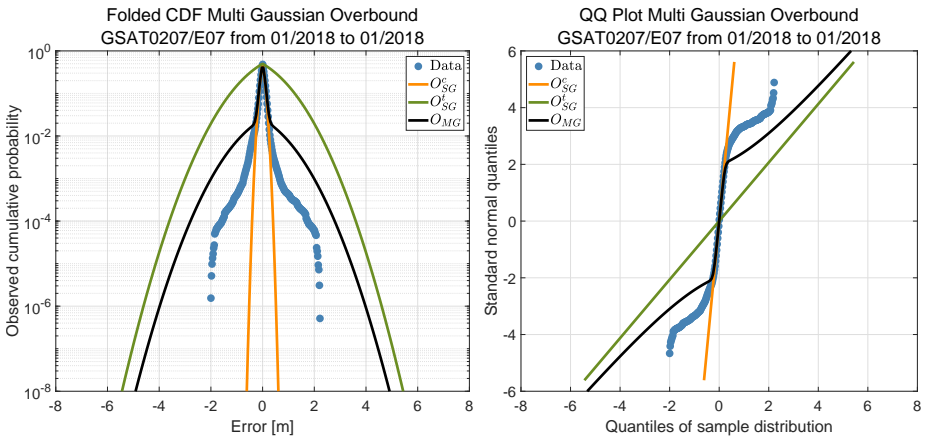 Folded CDF Multi Gaussian Overbound
GSAT0207/E07 from 01/2018 to 01/2018
Observed cumulative probability
10^0
10^-2
10^-4
10^-6
10^-8
-8 -6 -4 -2 0 2 4 6 8
Error [m]
Data
O^c_SG
O^t_SG
O_MG
QQ Plot Multi Gaussian Overbound
GSAT0207/E07 from 01/2018 to 01/2018
Standard normal quantiles
6
4
2
0
-2
-4
-6
-8 -6 -4 -2 0 2 4 6 8
Quantiles of sample distribution
Data
O^c_SG
O^t_SG
O_MG